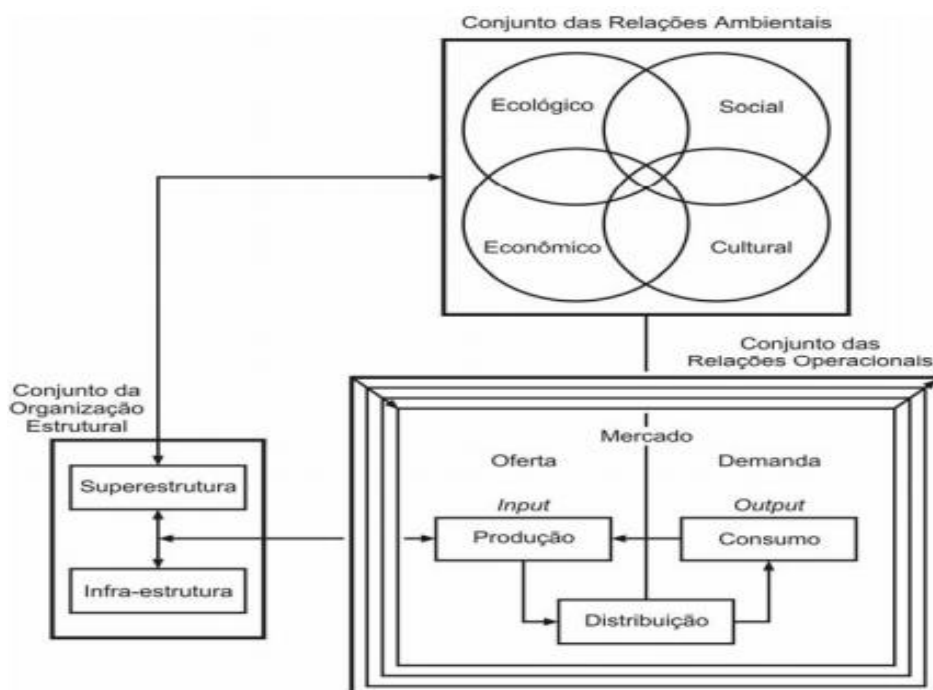 Conjunto das Relações Ambientais
Ecológico
Social
Econômico
Cultural
Conjunto das
Relações Operacionais
Conjunto da
Organização
Estrutural
Superestrutura
Infra-estrutura
Mercado
Oferta
Demanda
Input
Output
Produção
Consumo
Distribuição